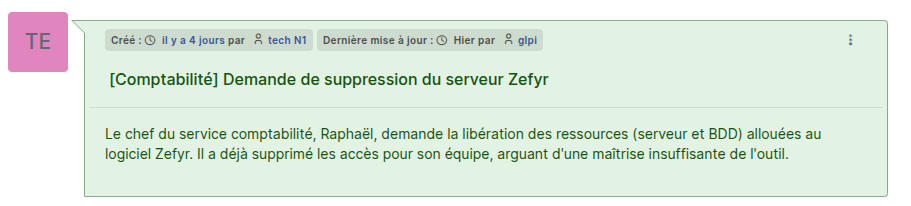 TE
Créé : il y a 4 jours par tech N1 Dernière mise à jour : Hier par glpi
[Comptabilité] Demande de suppression du serveur Zefyr
Le chef du service comptabilité, Raphaël, demande la libération des ressources (serveur et BDD) allouées au
logiciel Zefyr. Il a déjà supprimé les accès pour son équipe, arguant d'une maîtrise insuffisante de l'outil.